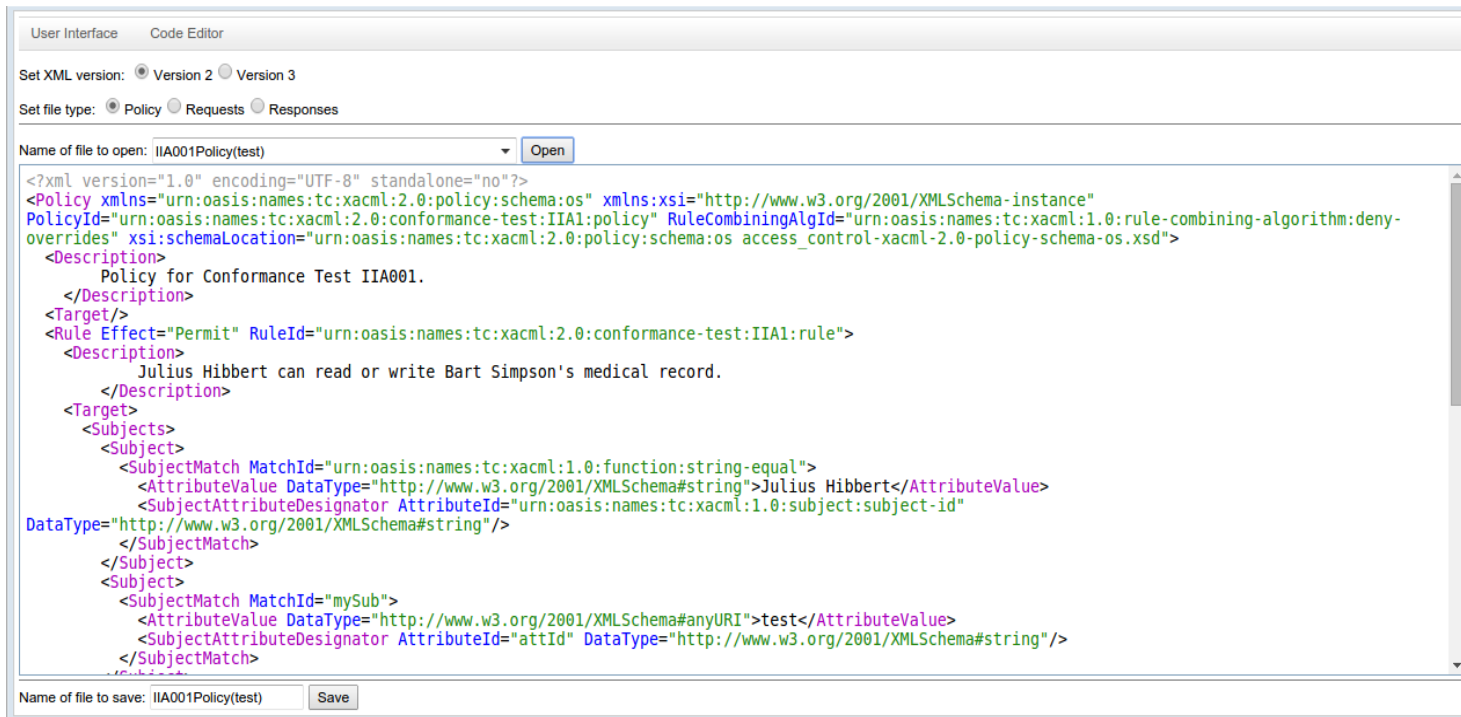 User Interface Code Editor
Set XML version: Version 2 Version 3
Set file type: Policy Requests Responses
Name of file to open: IIA001Policy(test) Open
<?xml version="1.0" encoding="UTF-8" standalone="no"?>
<Policy xmlns="urn:oasis:names:tc:xacml:2.0:policy:schema:os" xmlns:xsi="http://www.w3.org/2001/XMLSchema-instance"
PolicyId="urn:oasis:names:tc:xacml:2.0:conformance-test:IIA1:policy" RuleCombiningAlgId="urn:oasis:names:tc:xacml:1.0:rule-combining-algorithm:deny-
overrides" xsi:schemaLocation="urn:oasis:names:tc:xacml:2.0:policy:schema:os access_control-xacml-2.0-policy-schema-os.xsd">
<Description>
Policy for Conformance Test IIA001.
</Description>
<Target/>
<Rule Effect="Permit" RuleId="urn:oasis:names:tc:xacml:2.0:conformance-test:IIA1:rule">
<Description>
Julius Hibbert can read or write Bart Simpson's medical record.
</Description>
<Target>
<Subjects>
<Subject>
<SubjectMatch MatchId="urn:oasis:names:tc:xacml:1.0:function:string-equal">
<AttributeValue DataType="http://www.w3.org/2001/XMLSchema#string">Julius Hibbert</AttributeValue>
<SubjectAttributeDesignator AttributeId="urn:oasis:names:tc:xacml:1.0:subject:subject-id"
DataType="http://www.w3.org/2001/XMLSchema#string"/>
</SubjectMatch>
</Subject>
<Subject>
<SubjectMatch MatchId="mySub">
<AttributeValue DataType="http://www.w3.org/2001/XMLSchema#anyURI">test</AttributeValue>
<SubjectAttributeDesignator AttributeId="attId" DataType="http://www.w3.org/2001/XMLSchema#string"/>
</SubjectMatch>
Name of file to save: IIA001Policy(test) Save